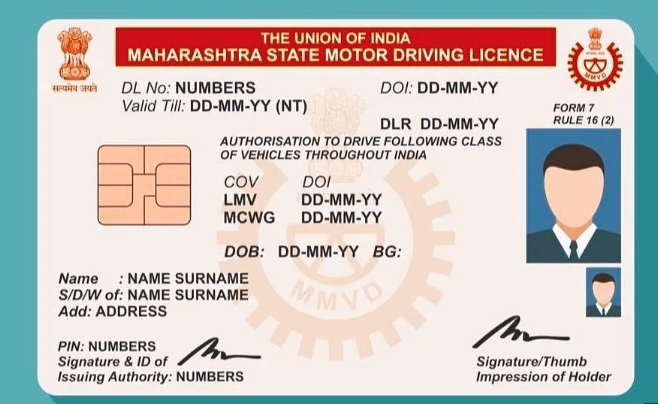 THE UNION OF INDIA
MAHARASHTRA STATE MOTOR DRIVING LICENCE
सत्यमेव जयते
MMVD
DL No: NUMBERS DOI: DD-MM-YY
Valid Till: DD-MM-YY (NT)
FORM 7
RULE 16 (2)
DLR DD-MM-YY
AUTHORISATION TO DRIVE FOLLOWING CLASS
OF VEHICLES THROUGHOUT INDIA
COV DOI
LMV DD-MM-YY
MCWG DD-MM-YY
DOB: DD-MM-YY BG:
MMVD
Name : NAME SURNAME
S/D/W of: NAME SURNAME
Add: ADDRESS
PIN: NUMBERS
Signature & ID of
Issuing Authority: NUMBERS
Signature/Thumb
Impression of Holder